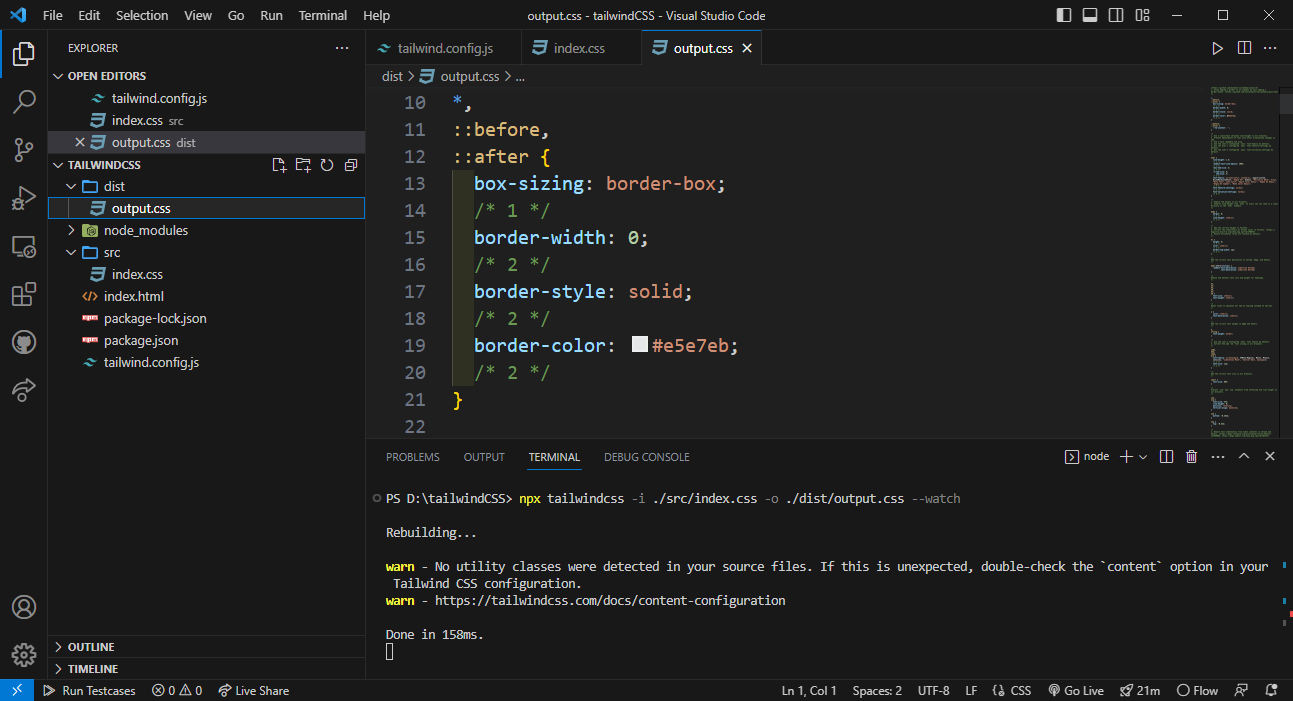 File Edit Selection View Go Run Terminal Help
output.css - tailwindCSS - Visual Studio Code
EXPLORER
OPEN EDITORS
tailwind.config.js
index.css src
output.css dist
TAILWINDCSS
dist
output.css
node_modules
src
index.css
index.html
package-lock.json
package.json
tailwind.config.js
OUTLINE
TIMELINE
tailwind.config.js index.css output.css
dist > output.css > ...
10 *,
11 ::before,
12 ::after {
13 box-sizing: border-box;
14 /* 1 */
15 border-width: 0;
16 /* 2 */
17 border-style: solid;
18 /* 2 */
19 border-color: #e5e7eb;
20 /* 2 */
21 }
22
PROBLEMS OUTPUT TERMINAL DEBUG CONSOLE
node
PS D:\tailwindCSS> npx tailwindcss -i ./src/index.css -o ./dist/output.css --watch
Rebuilding...
warn - No utility classes were detected in your source files. If this is unexpected, double-check the `content` option in your
Tailwind CSS configuration.
warn - https://tailwindcss.com/docs/content-configuration
Done in 158ms.
Run Testcases 0 0 Live Share
Ln 1, Col 1 Spaces: 2 UTF-8 LF CSS Go Live 21m Flow